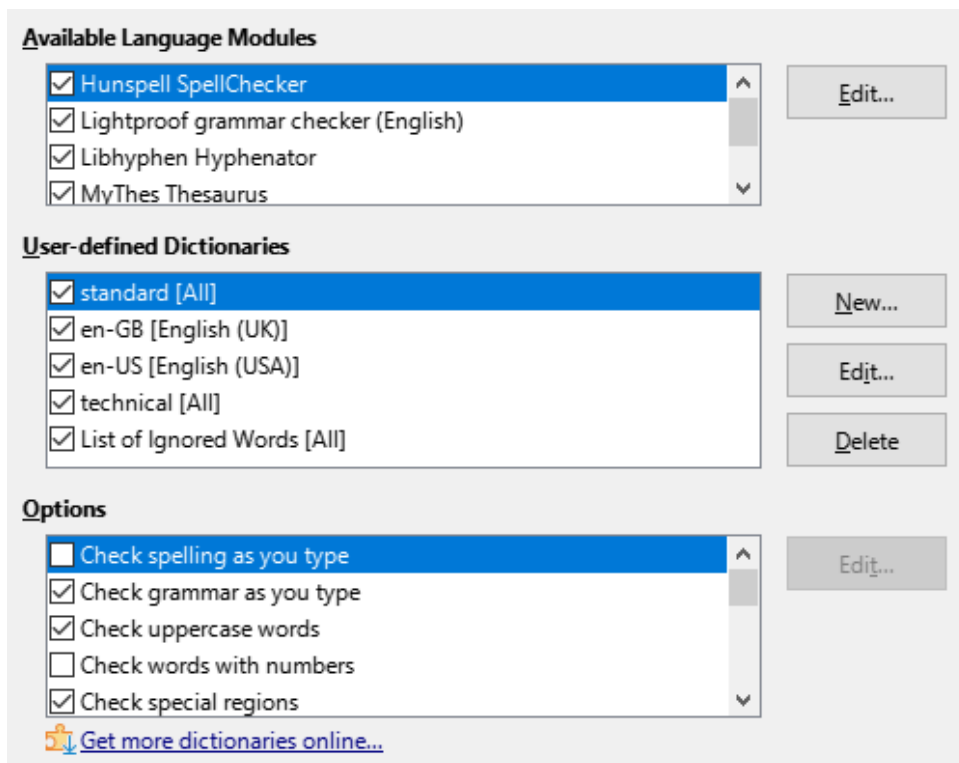 Available Language Modules
Hunspell SpellChecker
Edit...
Lightproof grammar checker (English)
Libhyphen Hyphenator
MyThes Thesaurus
User-defined Dictionaries
standard [All]
New...
en-GB [English (UK)]
en-US [English (USA)]
Edit...
technical [All]
List of Ignored Words [All]
Delete
Options
Check spelling as you type
Edit...
Check grammar as you type
Check uppercase words
Check words with numbers
Check special regions
Get more dictionaries online...